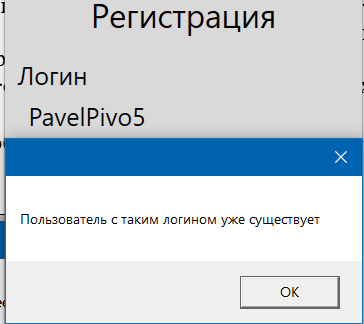 Регистрация
Логин
PavelPivo5
Пользователь с таким логином уже существует
OK